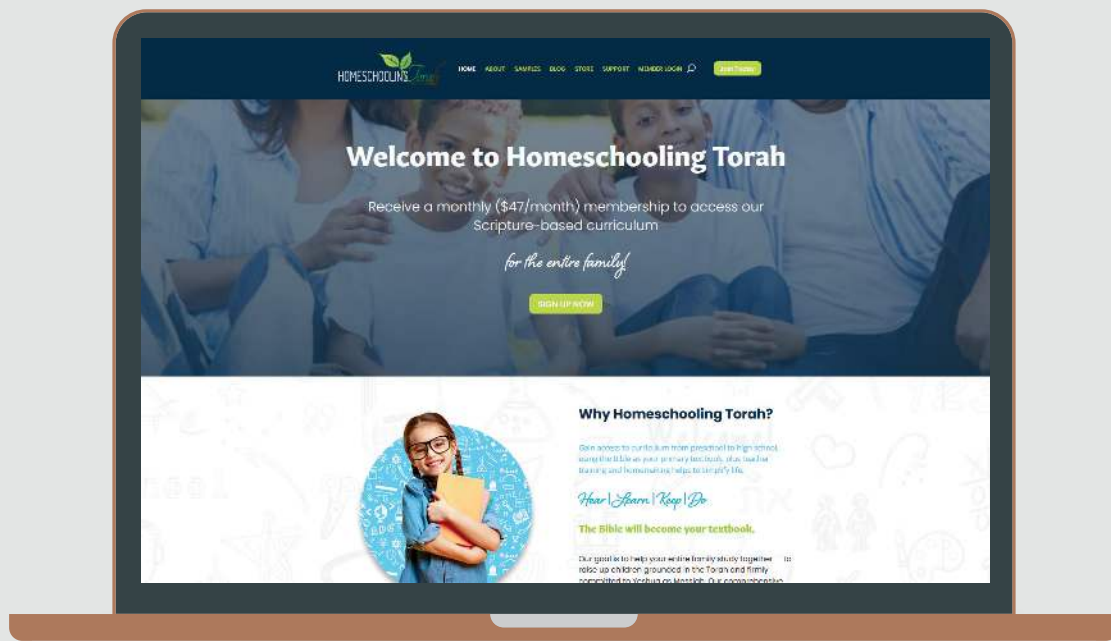 HOMESCHOOLING Torah
HOME ABOUT SAMPLES BLOG STORE SUPPORT MEMBER LOGIN Join Today
Welcome to Homeschooling Torah
Receive a monthly ($47/month) membership to access our
Scripture-based curriculum
for the entire family!
SIGN UP NOW
Why Homeschooling Torah?
Gain access to curriculum from preschool to high school
using the Bible as your primary textbook, plus teacher
training and homemaking helps to simplify life.
Hear | Learn | Keep | Do
The Bible will become your textbook.
Our goal is to help your entire family study together to
raise up children grounded in the Torah and firmly
committed to Yeshua as Messiah. Our comprehensive